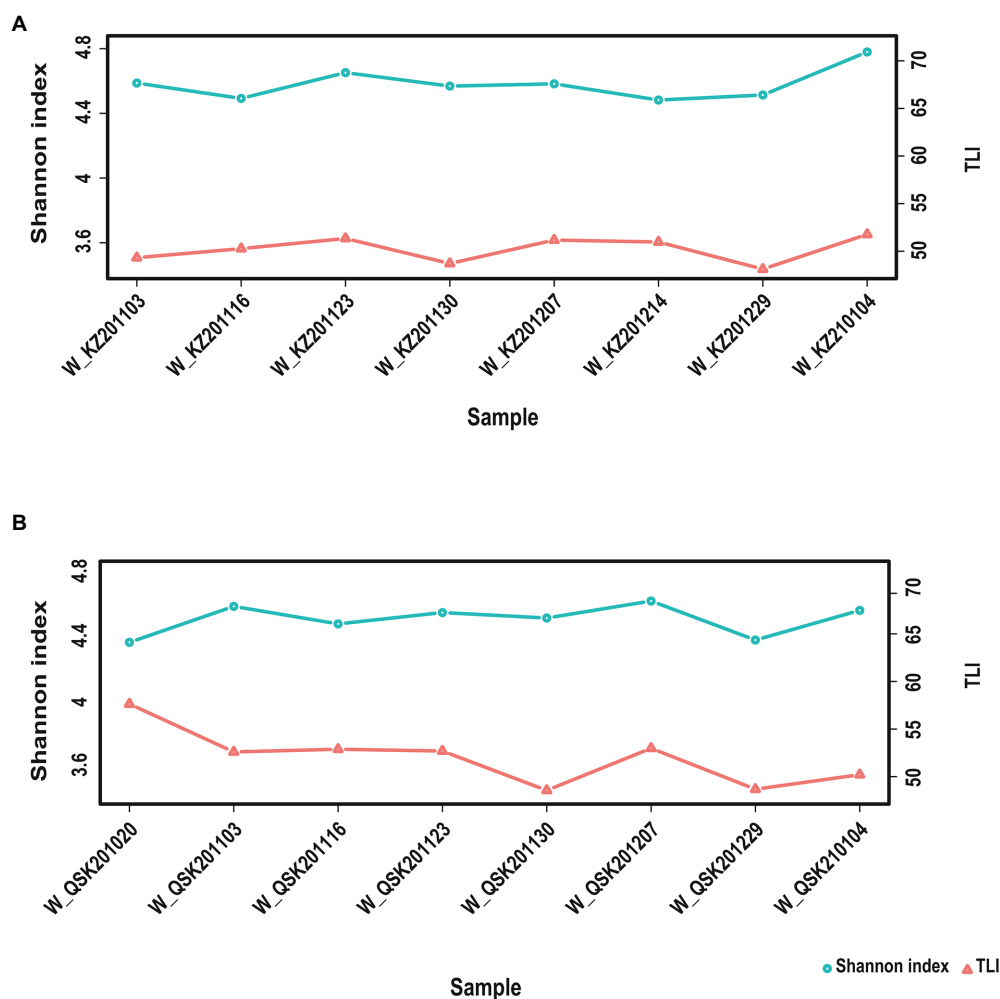 A
Shannon index
4.8
4.4
4
3.6
70
65
60
55
50
TLI
W_KZ201103
W_KZ201116
W_KZ201123
W_KZ201130
W_KZ201207
W_KZ201214
W_KZ201229
W_KZ210104
Sample
B
Shannon index
4.8
4.4
4
3.6
70
65
60
55
50
TLI
W_QSK201020
W_QSK201103
W_QSK201116
W_QSK201123
W_QSK201130
W_QSK201207
W_QSK201229
W_QSK210104
Shannon index TLI
Sample